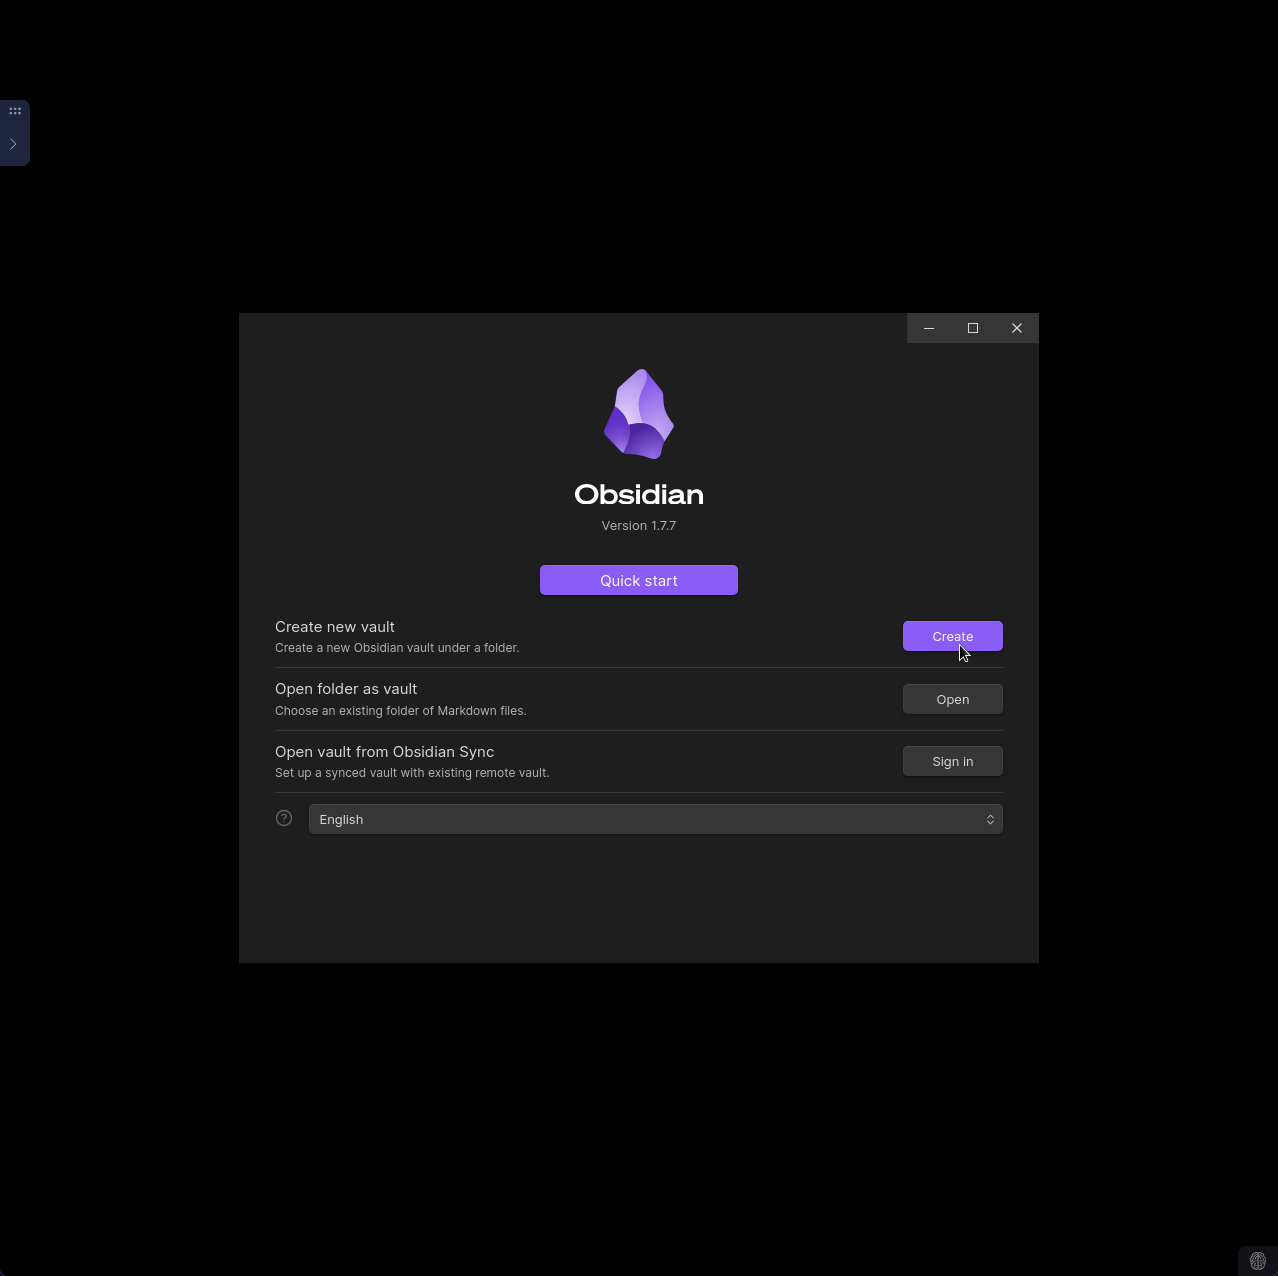 Obsidian
Version 1.7.7
Quick start
Create new vault
Create a new Obsidian vault under a folder.
Create
Open folder as vault
Choose an existing folder of Markdown files.
Open
Open vault from Obsidian Sync
Set up a synced vault with existing remote vault.
Sign in
English